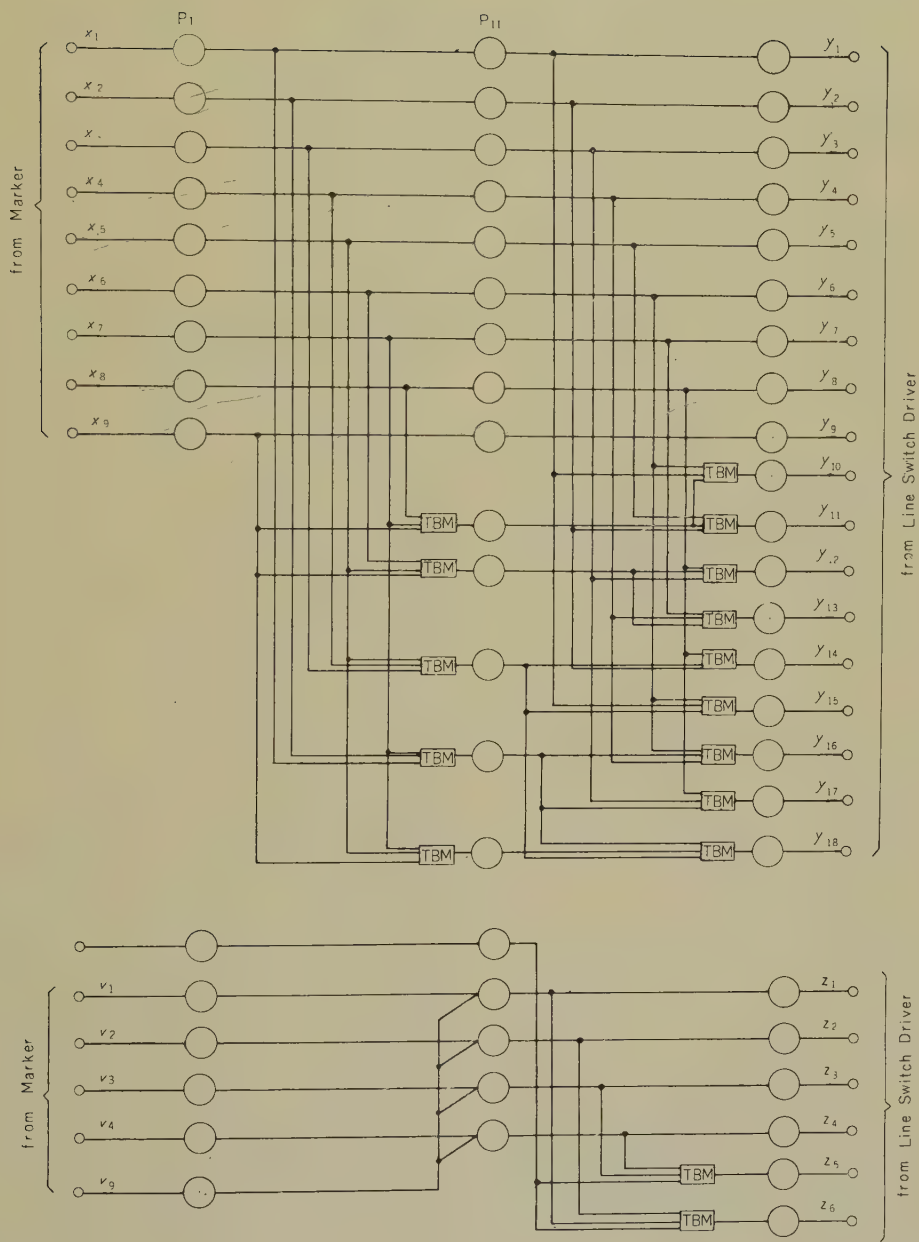 P₁ P₁₁
x₁ y₁
x₂ y₂
x. y₃
x₄ y₄
x.₅ y₅
x₆ y₆
x₇ y₇
x₈ y₈
x₉ y₉
TBM y₁₀
TBM TBM y₁₁
TBM TBM y.₂
TBM y₁₃
TBM TBM y₁₄
TBM y₁₅
TBM TBM y₁₆
TBM y₁₇
TBM TBM y₁₈
from Marker
from Line Switch Driver
v₁ z₁
v₂ z₂
v₃ z₃
v₄ z₄
TBM z₅
v₉
TBM z₆
from Marker
from Line Switch Driver